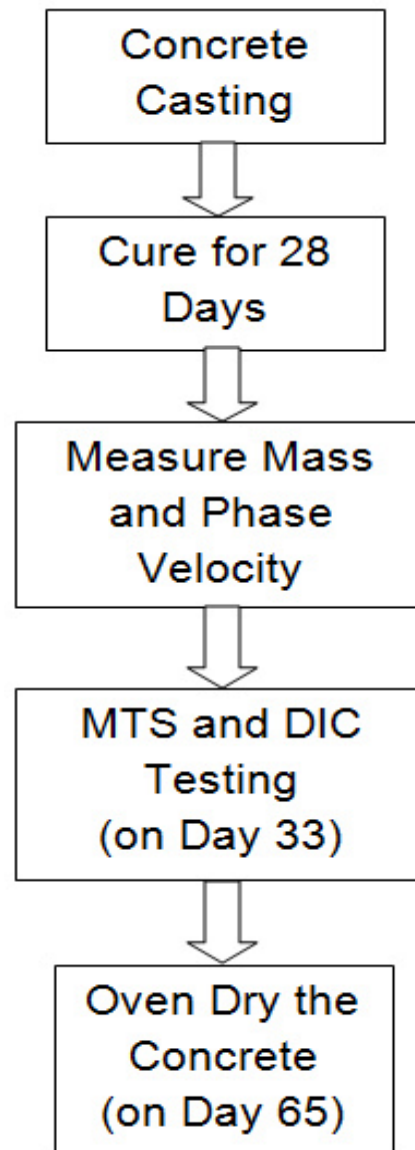 Concrete
Casting
Cure for 28
Days
Measure Mass
and Phase
Velocity
MTS and DIC
Testing
(on Day 33)
Oven Dry the
Concrete
(on Day 65)